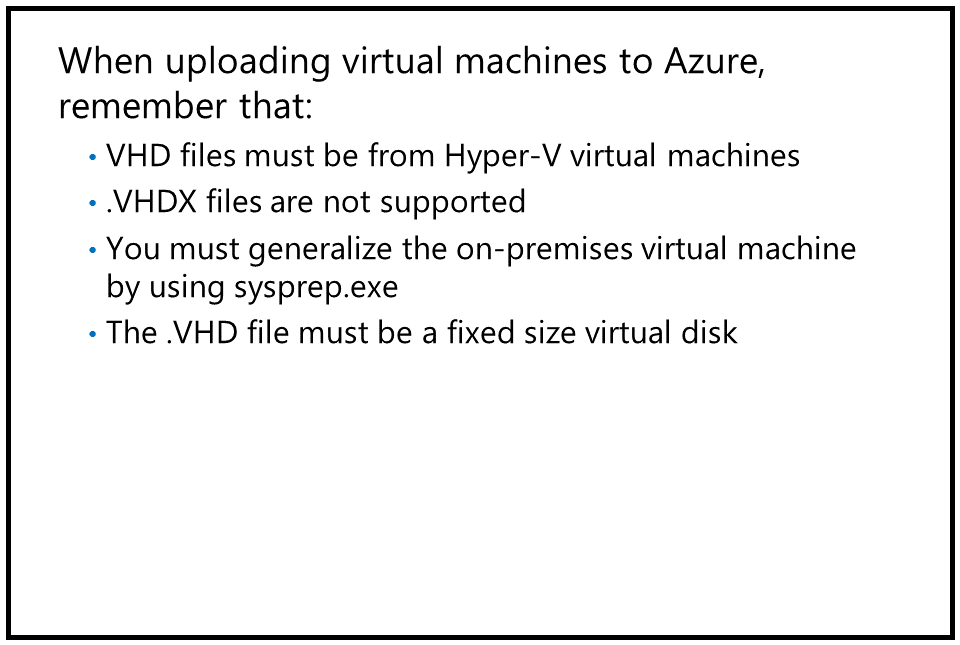 When uploading virtual machines to Azure,
remember that:
• VHD files must be from Hyper-V virtual machines
• .VHDX files are not supported
• You must generalize the on-premises virtual machine
by using sysprep.exe
• The .VHD file must be a fixed size virtual disk